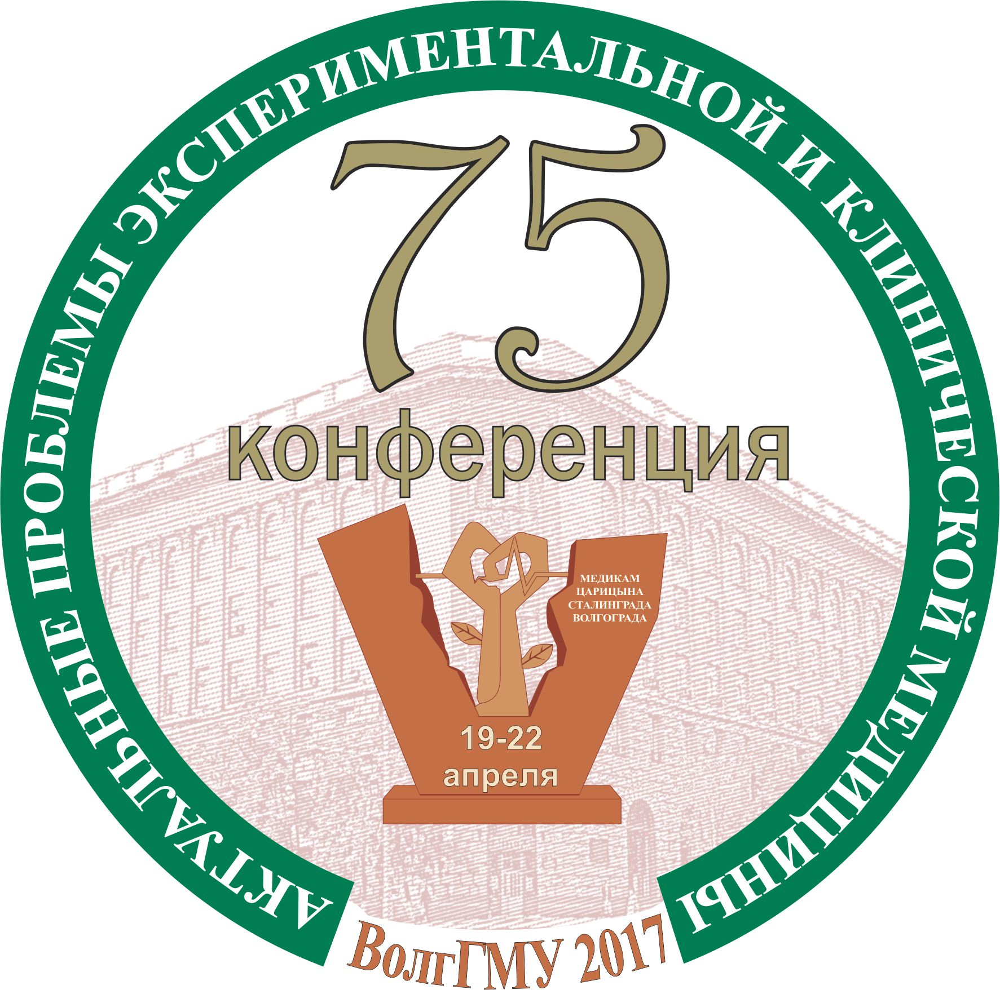 АКТУАЛЬНЫЕ ПРОБЛЕМЫ ЭКСПЕРИМЕНТАЛЬНОЙ И КЛИНИЧЕСКОЙ МЕДИЦИНЫ
75
конференция
МЕДИКАМ
ЦАРИЦЫНА
СТАЛИНГРАДА
ВОЛГОГРАДА
19-22
апреля
ВолгГМУ 2017